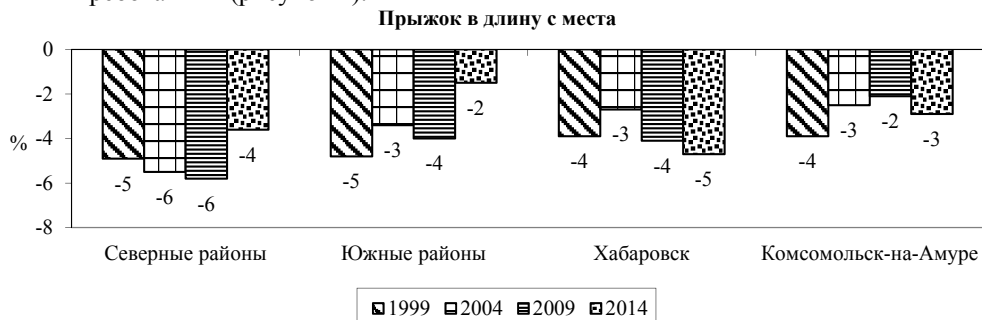 Прыжок в длину с места
0
-2
-4
-6
-8
%
-5 -6 -6 -4
-5 -3 -4 -2
-4 -3 -4 -5
-4 -3 -2 -3
Северные районы Южные районы Хабаровск Комсомольск-на-Амуре
1999 2004 2009 2014